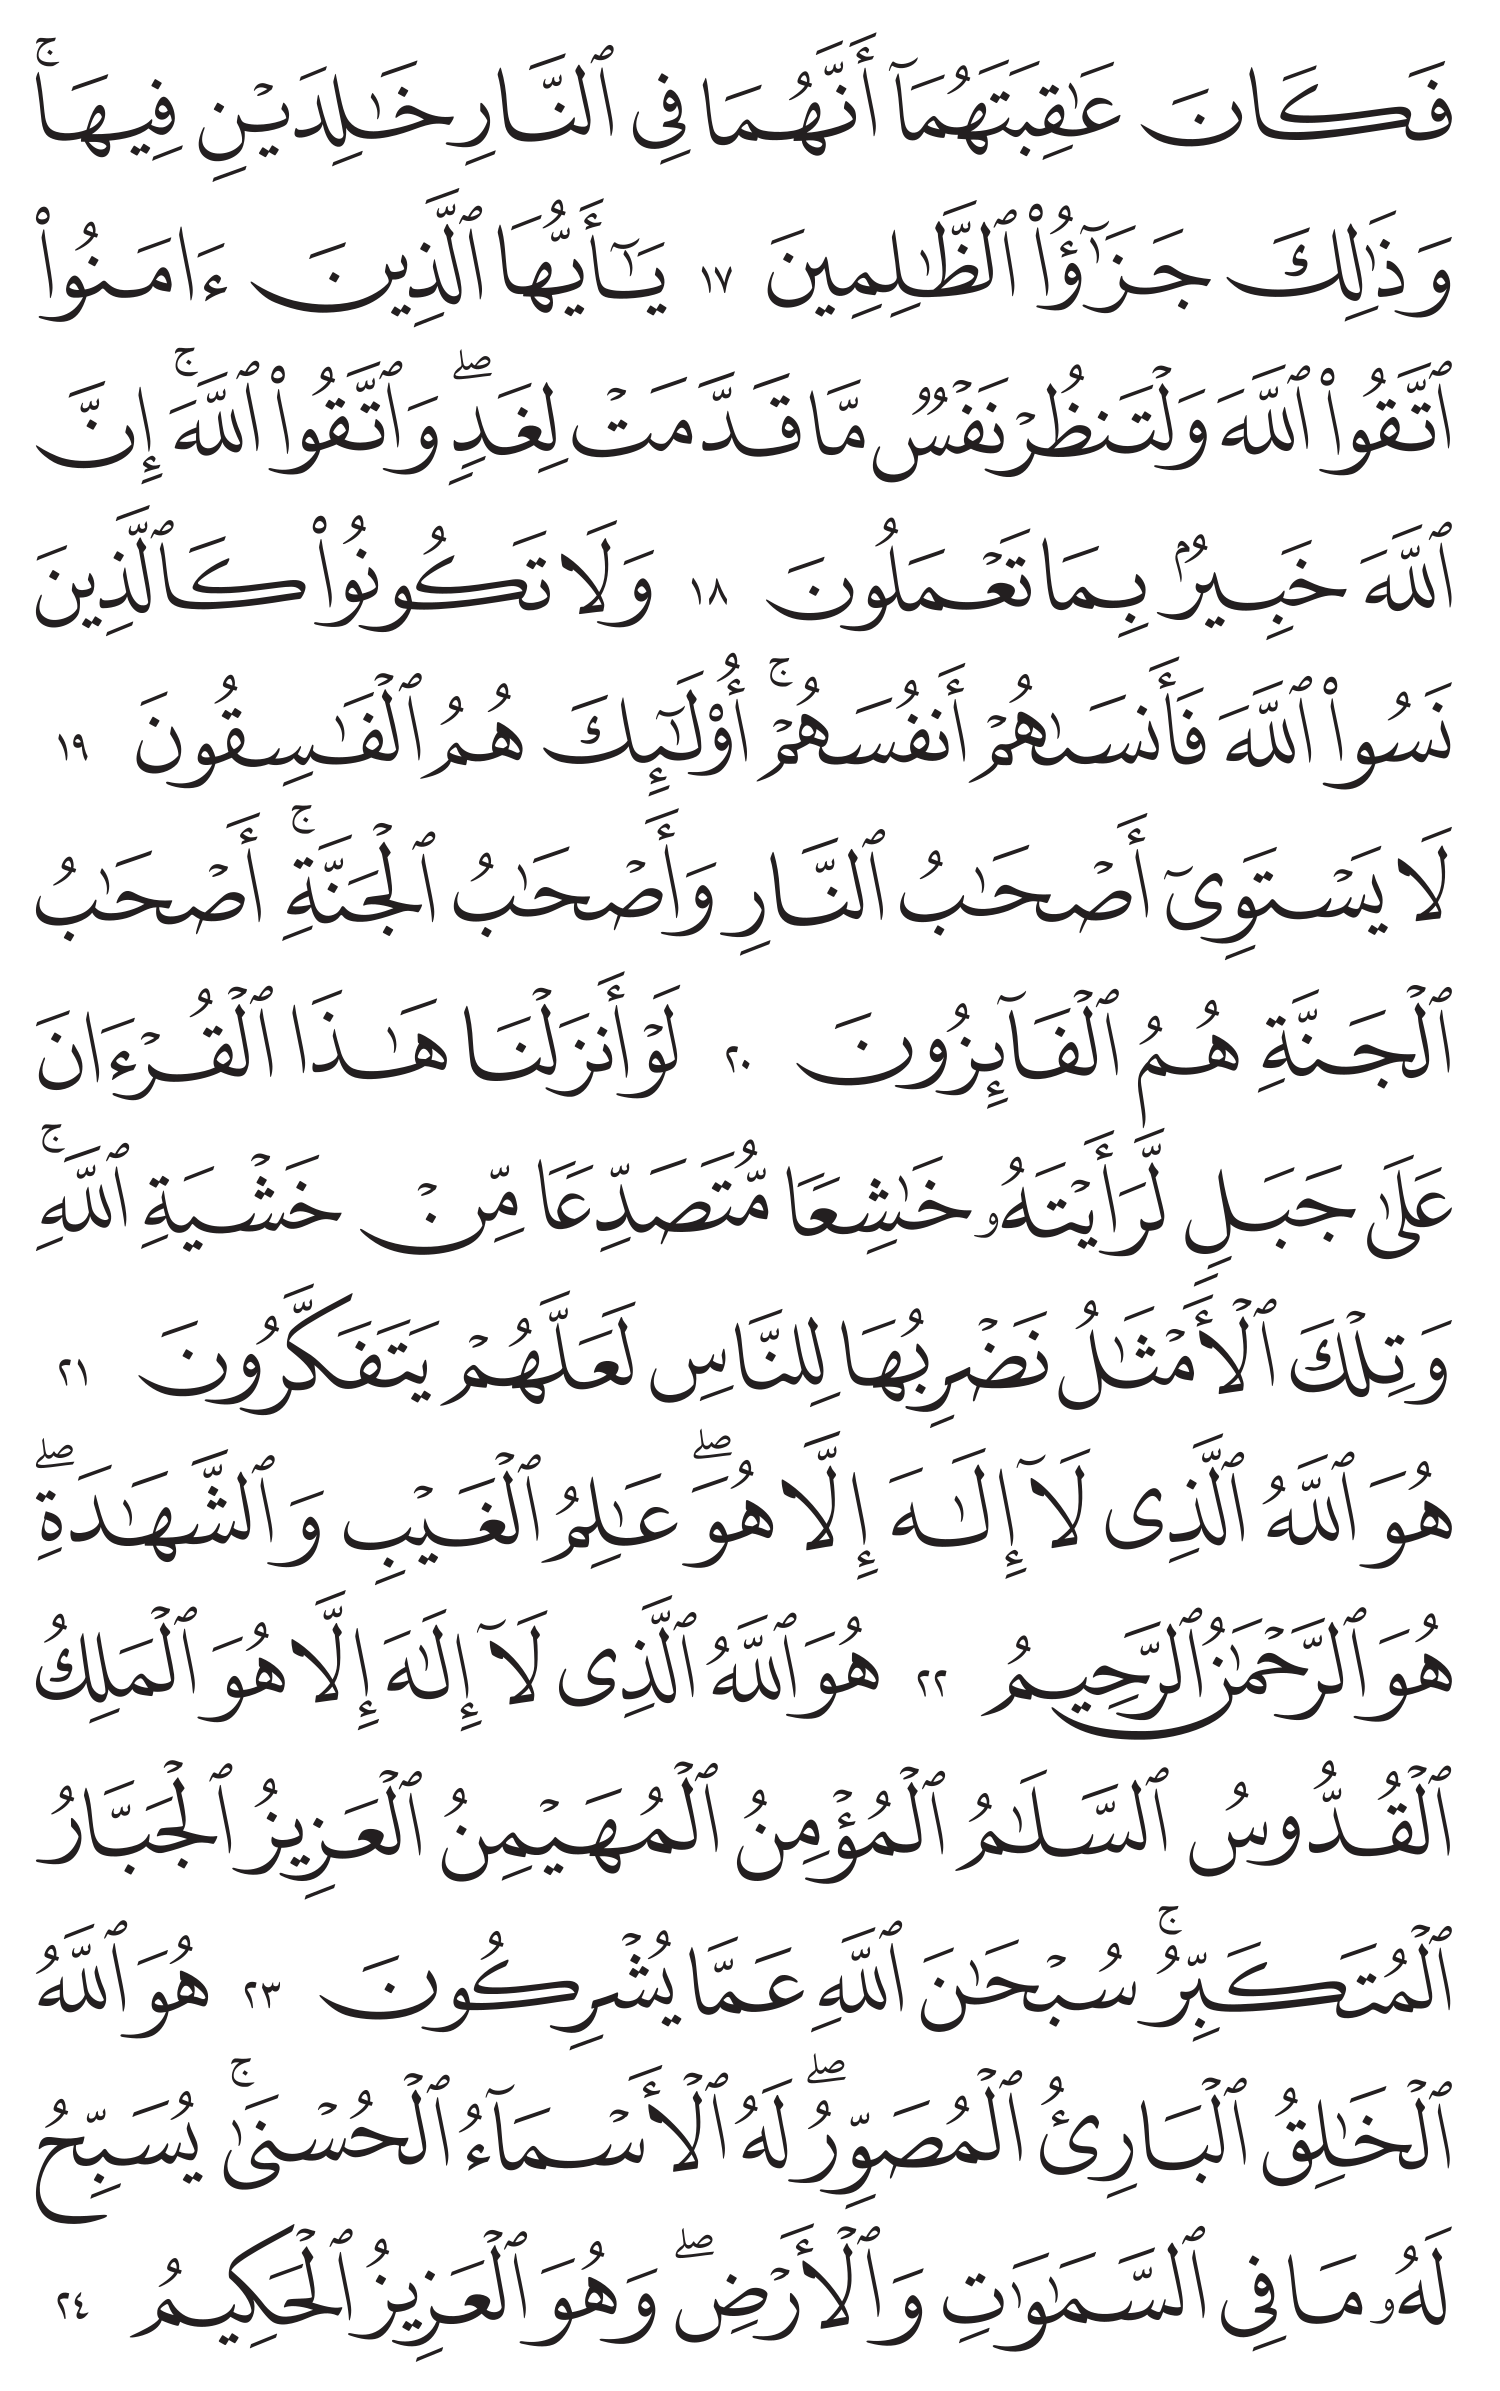 فَكَانَ عَٰقِبَتَهُمَآ أَنَّهُمَا فِى ٱلنَّارِ خَٰلِدَيْنِ فِيهَاۚ
وَذَٰلِكَ جَزَٰٓؤُا۟ ٱلظَّٰلِمِينَ ١٧ يَٰٓأَيُّهَا ٱلَّذِينَ ءَامَنُوا۟
ٱتَّقُوا۟ ٱللَّهَ وَلْتَنظُرْ نَفْسٌ مَّا قَدَّمَتْ لِغَدٍۖ وَٱتَّقُوا۟ ٱللَّهَۚ إِنَّ
ٱللَّهَ خَبِيرٌۢ بِمَا تَعْمَلُونَ ١٨ وَلَا تَكُونُوا۟ كَٱلَّذِينَ
نَسُوا۟ ٱللَّهَ فَأَنسَىٰهُمْ أَنفُسَهُمْۚ أُو۟لَٰٓئِكَ هُمُ ٱلْفَٰسِقُونَ ١٩
لَا يَسْتَوِىٓ أَصْحَٰبُ ٱلنَّارِ وَأَصْحَٰبُ ٱلْجَنَّةِۚ أَصْحَٰبُ
ٱلْجَنَّةِ هُمُ ٱلْفَآئِزُونَ ٢٠ لَوْ أَنزَلْنَا هَٰذَا ٱلْقُرْءَانَ
عَلَىٰ جَبَلٍ لَّرَأَيْتَهُۥ خَٰشِعًا مُّتَصَدِّعًا مِّنْ خَشْيَةِ ٱللَّهِۚ
وَتِلْكَ ٱلْأَمْثَٰلُ نَضْرِبُهَا لِلنَّاسِ لَعَلَّهُمْ يَتَفَكَّرُونَ ٢١
هُوَ ٱللَّهُ ٱلَّذِى لَآ إِلَٰهَ إِلَّا هُوَۖ عَٰلِمُ ٱلْغَيْبِ وَٱلشَّهَٰدَةِۖ
هُوَ ٱلرَّحْمَٰنُ ٱلرَّحِيمُ ٢٢ هُوَ ٱللَّهُ ٱلَّذِى لَآ إِلَٰهَ إِلَّا هُوَ ٱلْمَلِكُ
ٱلْقُدُّوسُ ٱلسَّلَٰمُ ٱلْمُؤْمِنُ ٱلْمُهَيْمِنُ ٱلْعَزِيزُ ٱلْجَبَّارُ
ٱلْمُتَكَبِّرُۚ سُبْحَٰنَ ٱللَّهِ عَمَّا يُشْرِكُونَ ٢٣ هُوَ ٱللَّهُ
ٱلْخَٰلِقُ ٱلْبَارِئُ ٱلْمُصَوِّرُۖ لَهُ ٱلْأَسْمَآءُ ٱلْحُسْنَىٰۚ يُسَبِّحُ
لَهُۥ مَا فِى ٱلسَّمَٰوَٰتِ وَٱلْأَرْضِۖ وَهُوَ ٱلْعَزِيزُ ٱلْحَكِيمُ ٢٤